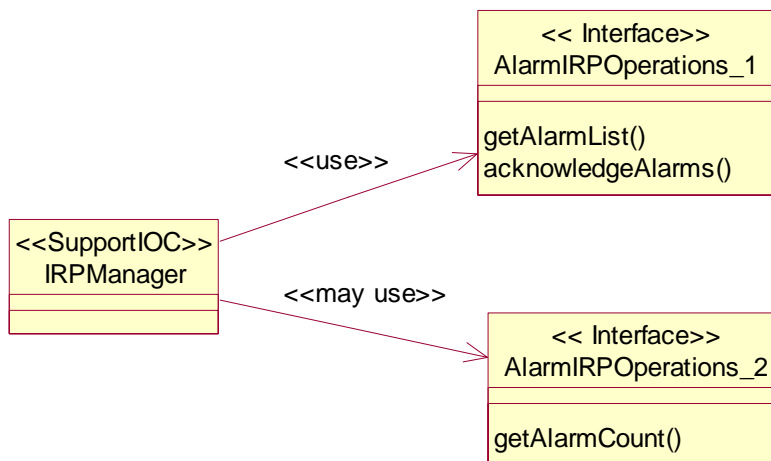 << Interface>>
AlarmIRPOperations_1
getAlarmList()
acknowledgeAlarms()
<<use>>
<<SupportIOC>>
IRPManager
<<may use>>
<< Interface>>
AlarmIRPOperations_2
getAlarmCount()